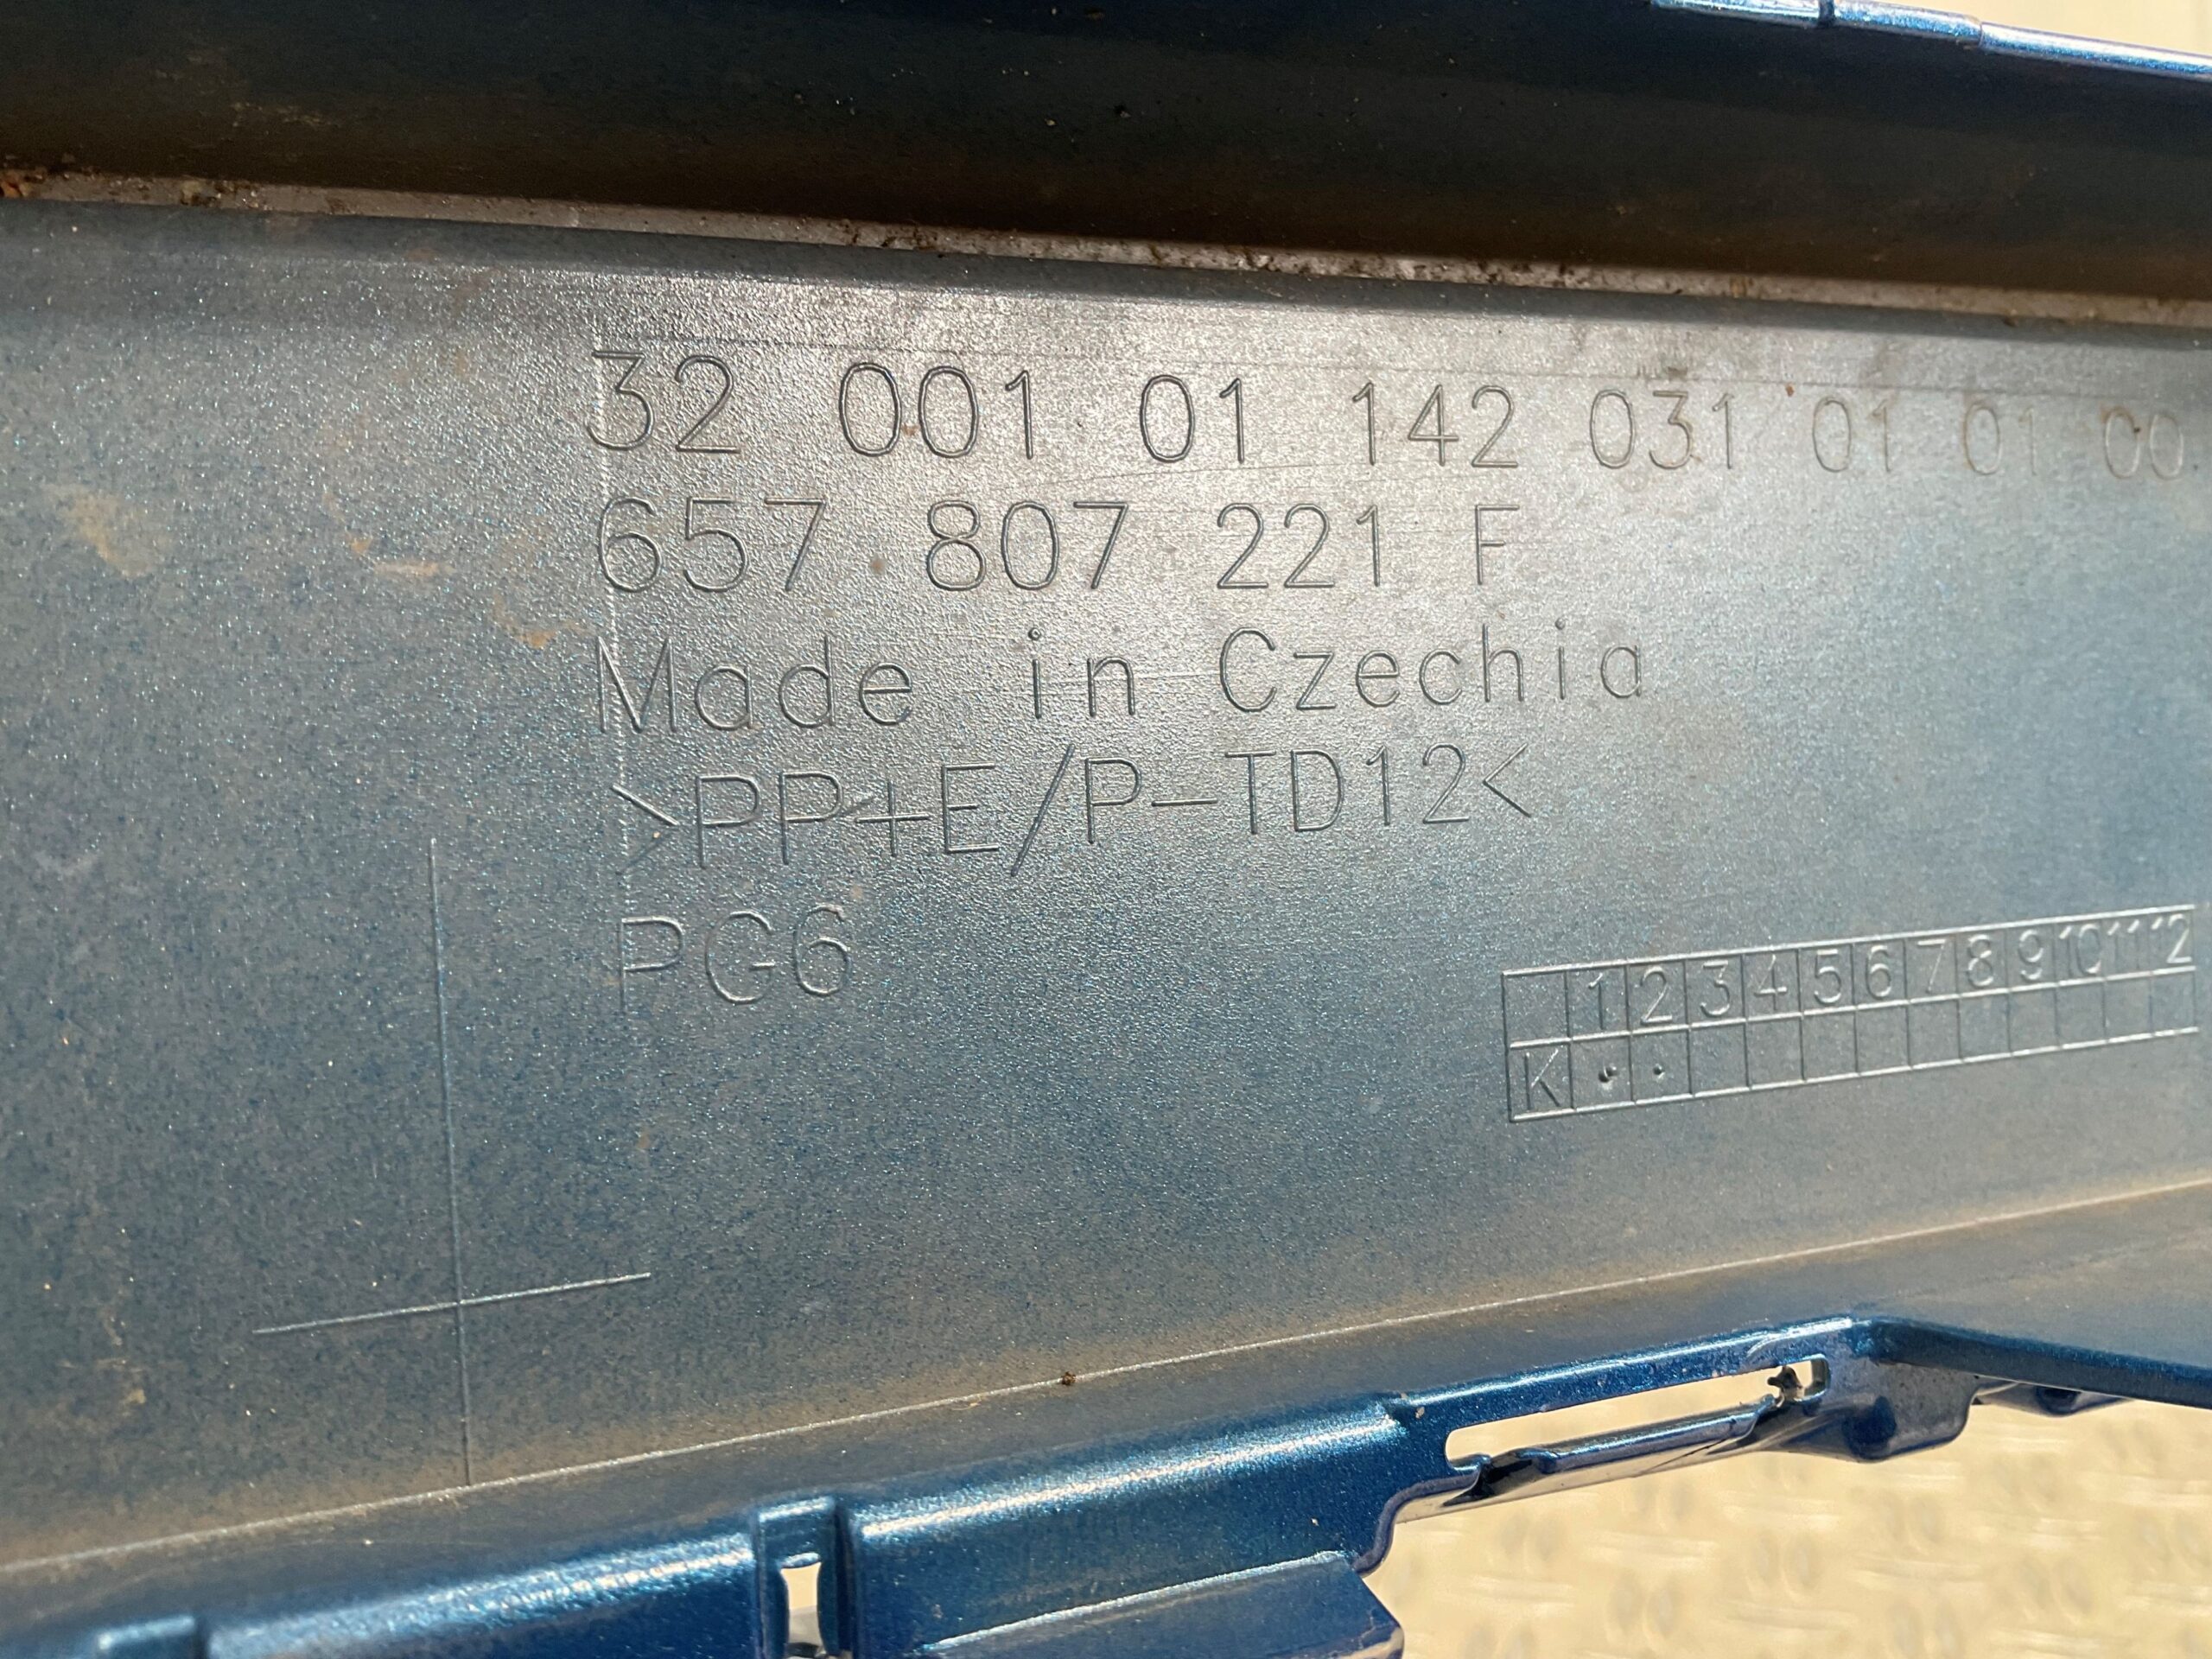 32 001 01 142 031 01 01 00
657 807 221 F
Made in Czechia
>PP+E/P-TD12<
PG6
1 2 3 4 5 6 7 8 9 10 11 12
K